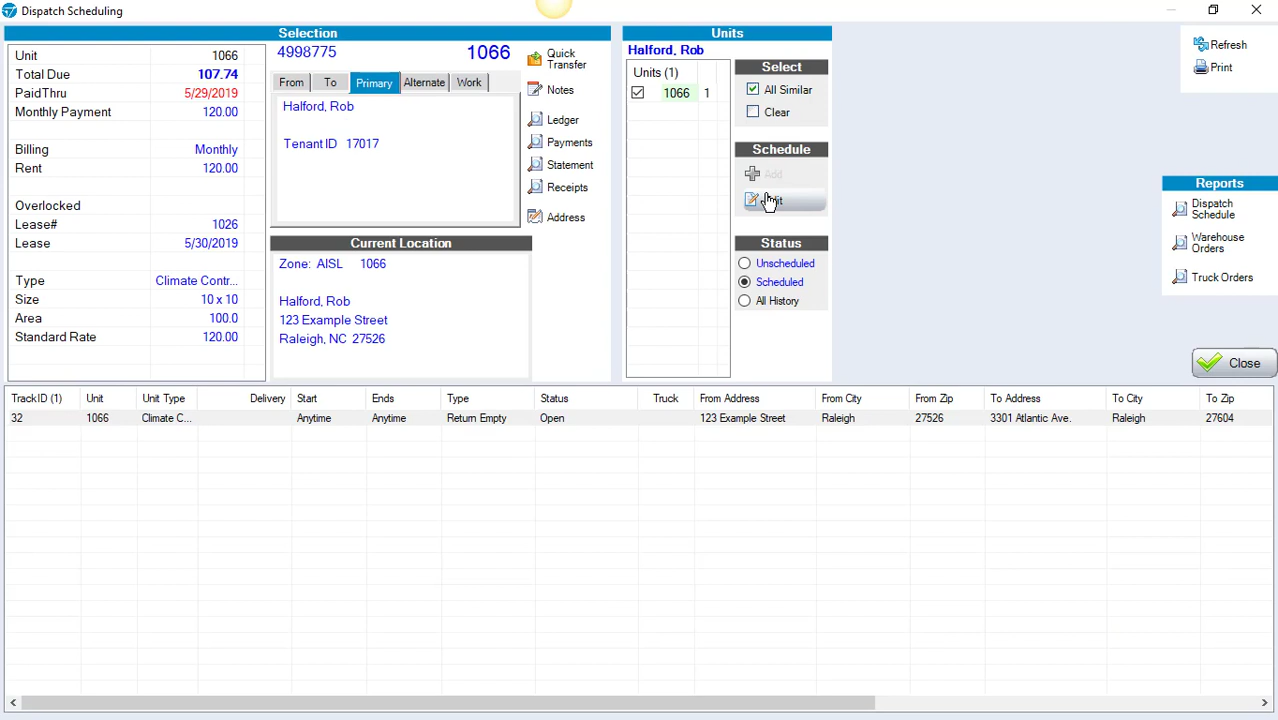 Dispatch Scheduling
Selection
Unit 1066
Total Due 107.74
PaidThru 5/29/2019
Monthly Payment 120.00
Billing Monthly
Rent 120.00
Overlocked
Lease# 1026
Lease 5/30/2019
Type Climate Contr...
Size 10 x 10
Area 100.0
Standard Rate 120.00
4998775 1066
From To Primary Alternate Work
Halford, Rob
Tenant ID 17017
Current Location
Zone: AISL 1066
Halford, Rob
123 Example Street
Raleigh, NC 27526
Quick
Transfer
Notes
Ledger
Payments
Statement
Receipts
Address
Units
Halford, Rob
Units (1)
1066 1
Select
All Similar
Clear
Schedule
Add
Status
Unscheduled
Scheduled
All History
Refresh
Print
Reports
Dispatch
Schedule
Warehouse
Orders
Truck Orders
Close
TrackID (1) Unit Unit Type Delivery Start Ends Type Status Truck From Address From City From Zip To Address To City To Zip
32 1066 Climate C... Anytime Anytime Return Empty Open 123 Example Street Raleigh 27526 3301 Atlantic Ave. Raleigh 27604